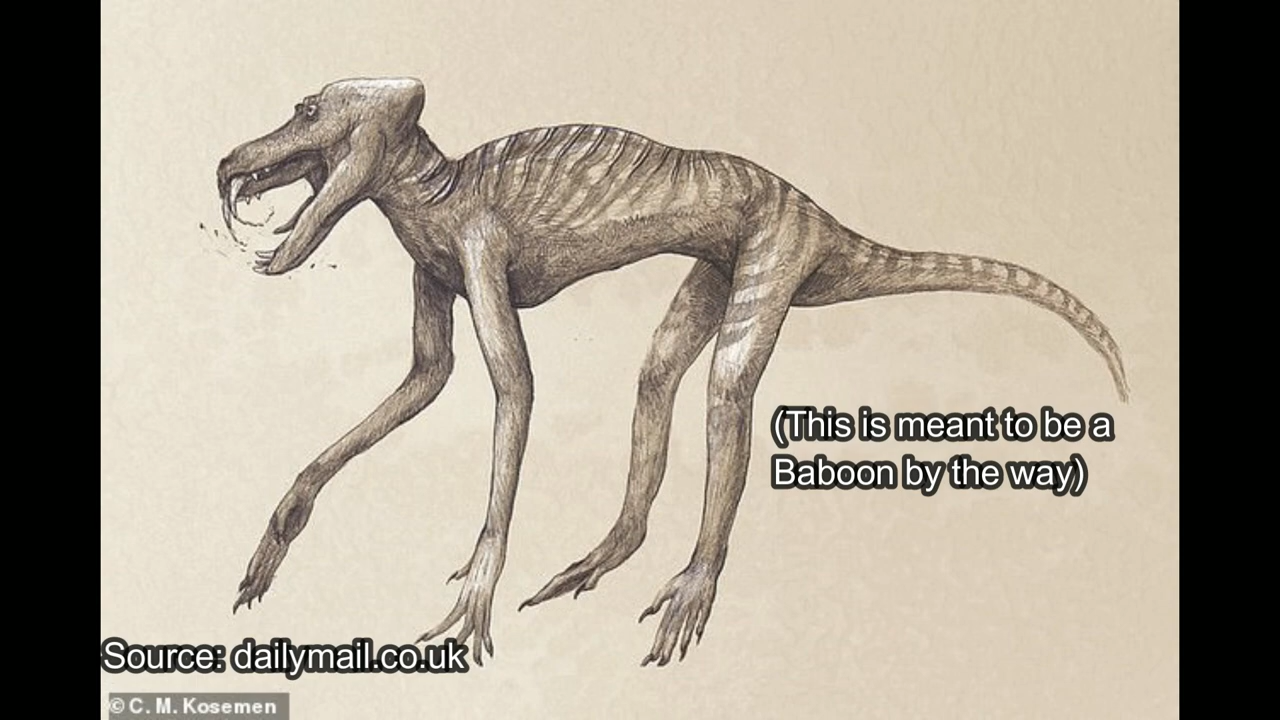 (This is meant to be a
Baboon by the way)
Source: dailymail.co.uk
© C. M. Kosemen